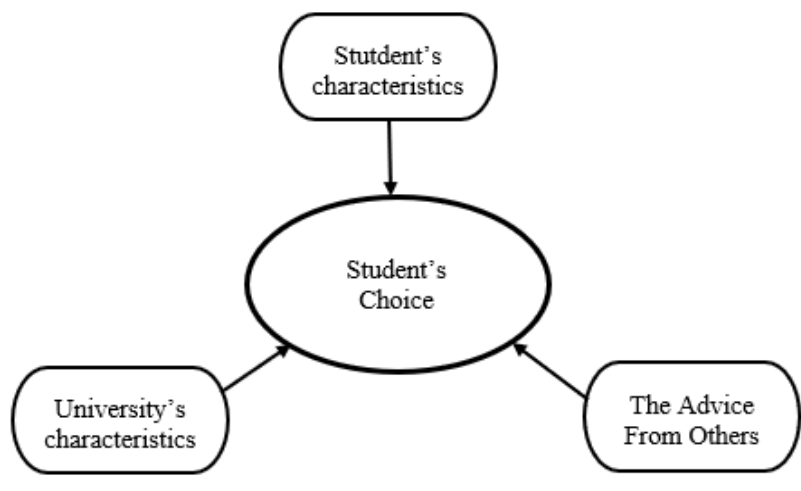 Stutdent’s
characteristics
Student’s
Choice
University’s
characteristics
The Advice
From Others